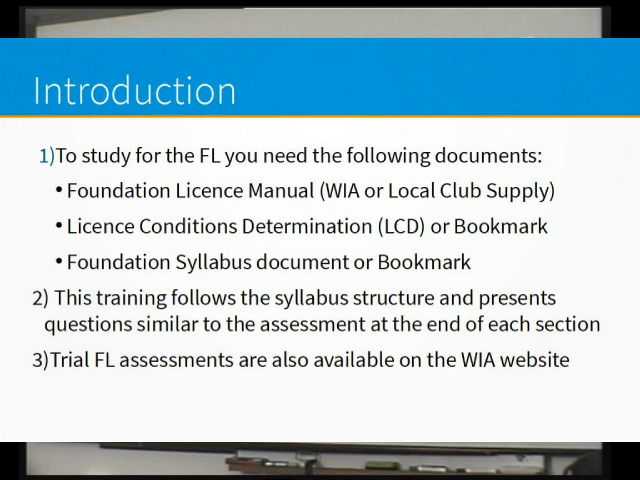 Introduction
1)To study for the FL you need the following documents:
• Foundation Licence Manual (WIA or Local Club Supply)
• Licence Conditions Determination (LCD) or Bookmark
• Foundation Syllabus document or Bookmark
2) This training follows the syllabus structure and presents
questions similar to the assessment at the end of each section
3)Trial FL assessments are also available on the WIA website